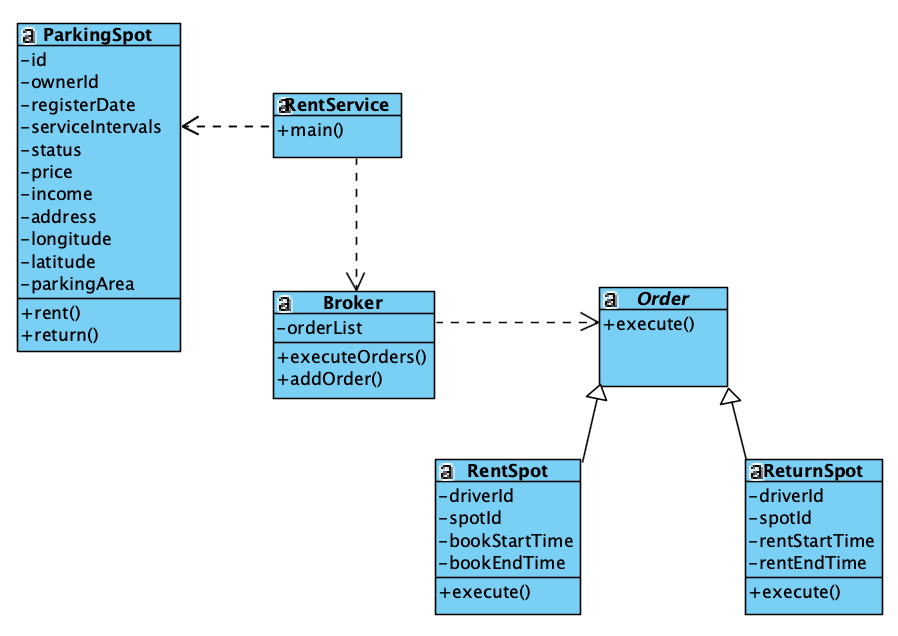 ParkingSpot
-id
-ownerId
-registerDate
-serviceIntervals
-status
-price
-income
-address
-longitude
-latitude
-parkingArea
+rent()
+return()
RentService
+main()
Broker
-orderList
+executeOrders()
+addOrder()
Order
+execute()
RentSpot
-driverId
-spotId
-bookStartTime
-bookEndTime
+execute()
ReturnSpot
-driverId
-spotId
-rentStartTime
-rentEndTime
+execute()